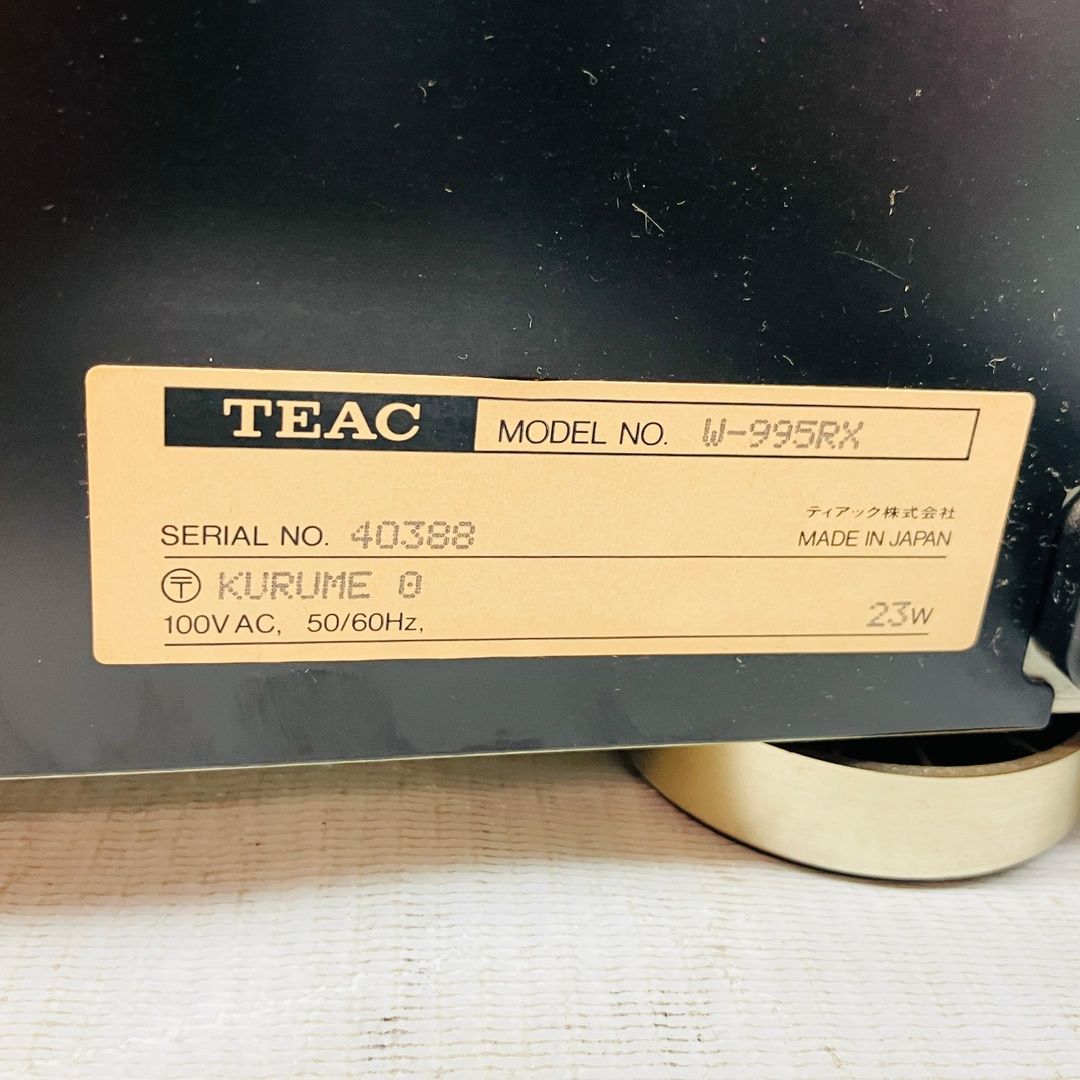 TEAC MODEL NO. W-995RX
ティアック株式会社
SERIAL NO. 40388 MADE IN JAPAN
〶 KURUME 0
100V AC, 50/60Hz, 23W